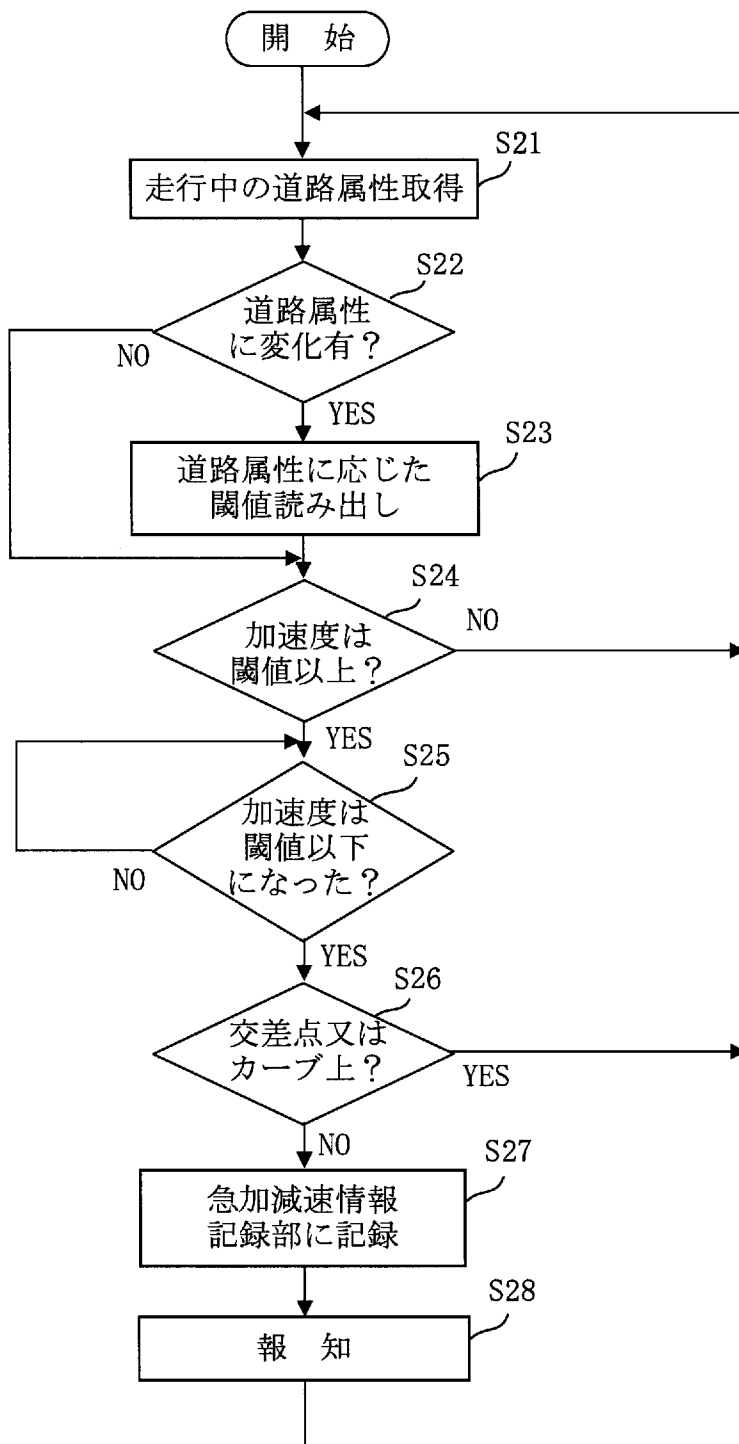 開　始
S21
走行中の道路属性取得
S22
道路属性
に変化有？
NO
YES
S23
道路属性に応じた
閾値読み出し
S24
加速度は
閾値以上？
NO
YES
S25
加速度は
閾値以下
になった？
NO
YES
S26
交差点又は
カーブ上？
YES
NO
S27
急加減速情報
記録部に記録
S28
報　知